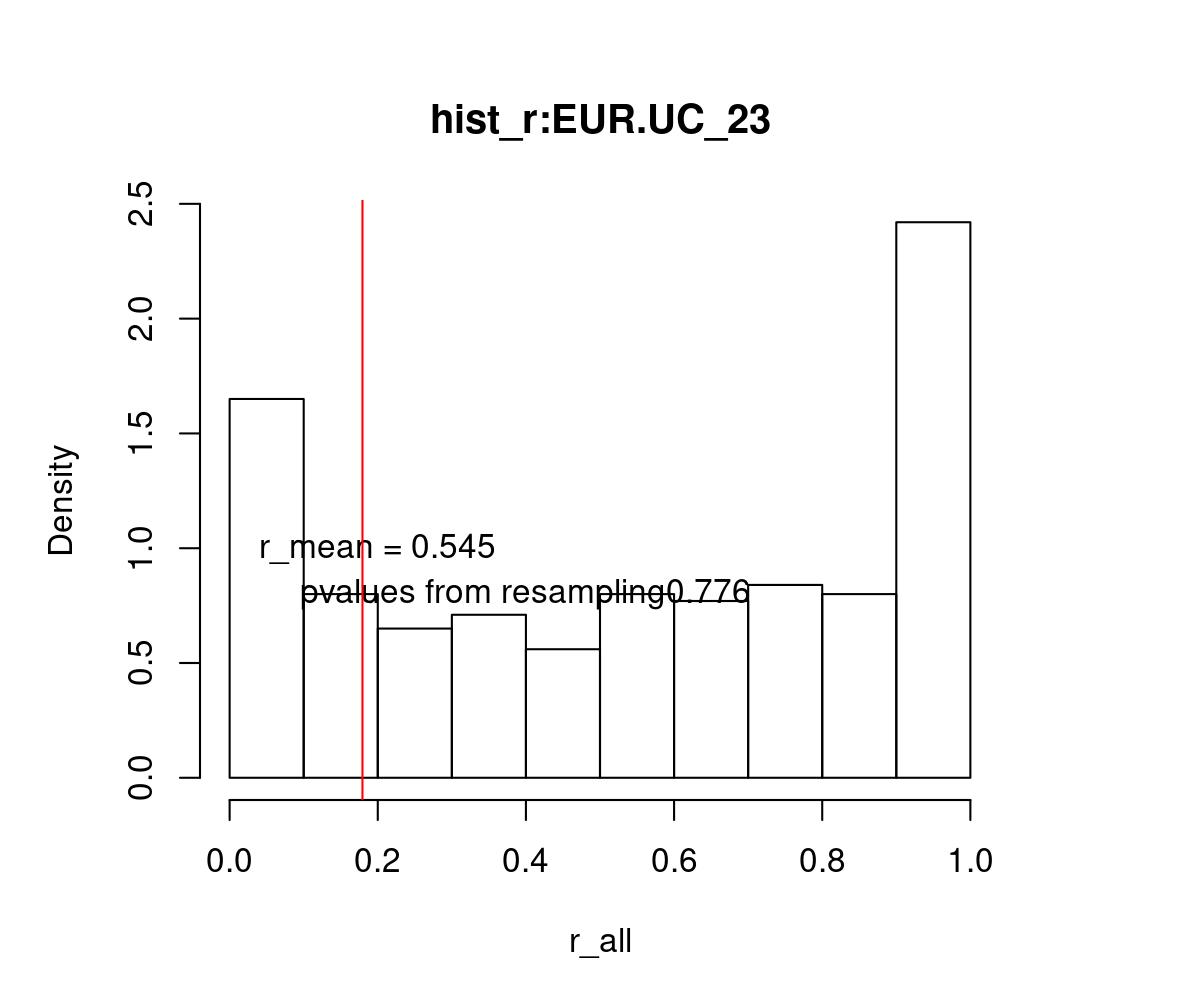 hist_r:EUR.UC_23
2.5
2.0
1.5
1.0
0.5
0.0
Density
r_mean = 0.545
pvalues from resampling0.776
0.0 0.2 0.4 0.6 0.8 1.0
r_all